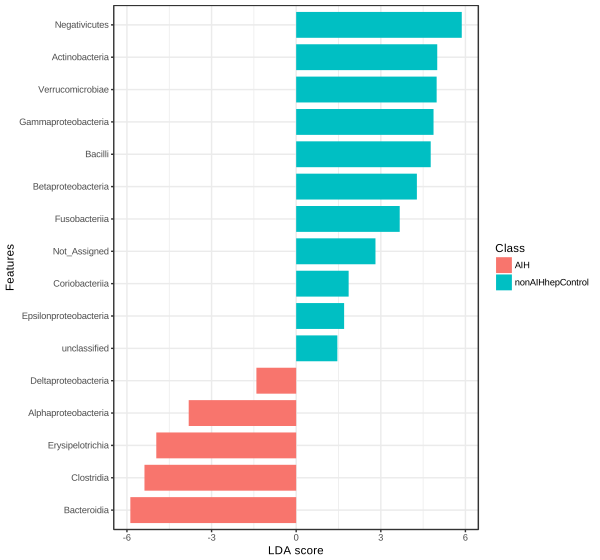 Negativicutes
Actinobacteria
Verrucomicrobiae
Gammaproteobacteria
Bacilli
Betaproteobacteria
Fusobacteriia
Not_Assigned
Coriobacteriia
Epsilonproteobacteria
unclassified
Deltaproteobacteria
Alphaproteobacteria
Erysipelotrichia
Clostridia
Bacteroidia
Features
-6 -3 0 3 6
LDA score
Class
AIH
nonAIHhepControl